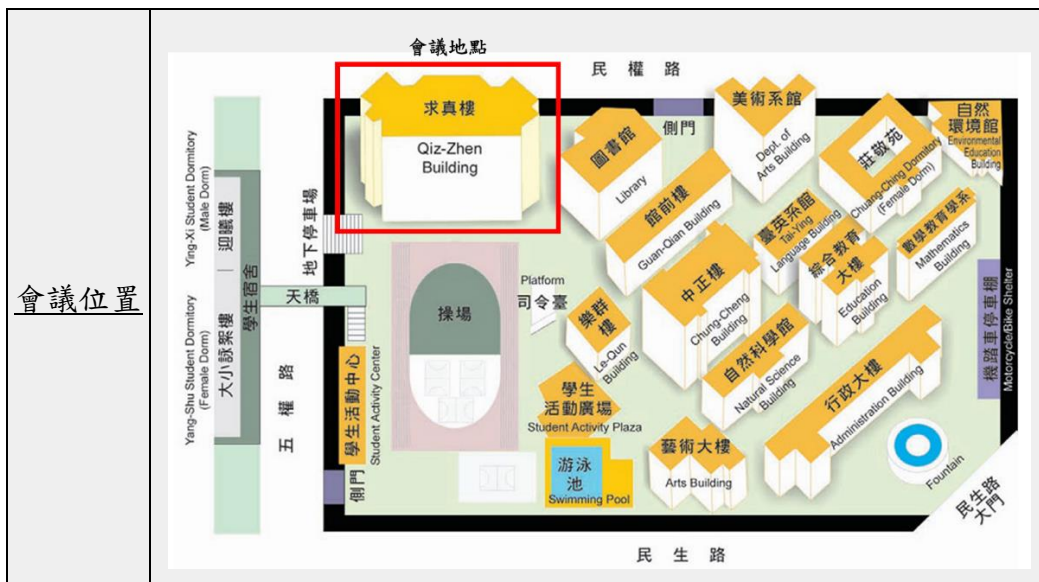 會議位置
會議地點
民權路
求真樓
Qiz-Zhen
Building
圖書館
Library
側門
美術系館
Dept. of
Arts Building
莊敬苑
Chuang-Ching Dormitory
(Female Dorm)
自然
環境館
Environmental
Education
Building
館前樓
Guan-Qian Building
臺英系館
Tai-Ying
Language Building
數學教育學系
Mathematics
Building
綜合教育
大樓
Education
Building
中正樓
Chung-Cheng
Building
自然科學館
Natural Science
Building
行政大樓
Administration Building
機踏車停車棚
Motorcycle/Bike Shelter
Ying-Xi Student Dormitory
(Male Dorm)
迎曦樓
Yang-Shu Student Dormitory
(Female Dorm)
大小詠絮樓
學生宿舍
地下停車場
天橋
五權路
操場
Platform
司令臺
樂群
樓
Le-Qun
Building
學生活動中心
Student Activity Center
側門
學生
活動廣場
Student Activity Plaza
游泳
池
Swimming Pool
藝術大樓
Arts Building
Fountain
民生路
大門
民生路